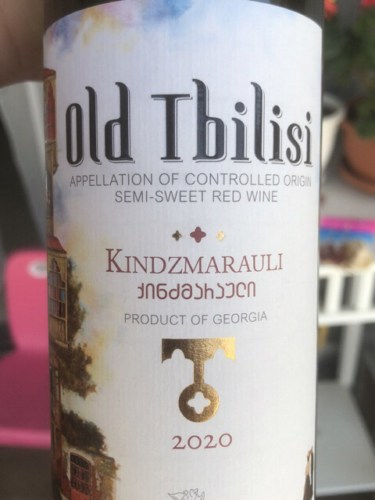 Old Tbilisi
APPELLATION OF CONTROLLED ORIGIN
SEMI-SWEET RED WINE
KINDZMARAULI
ქინძმარაული
PRODUCT OF GEORGIA
2020